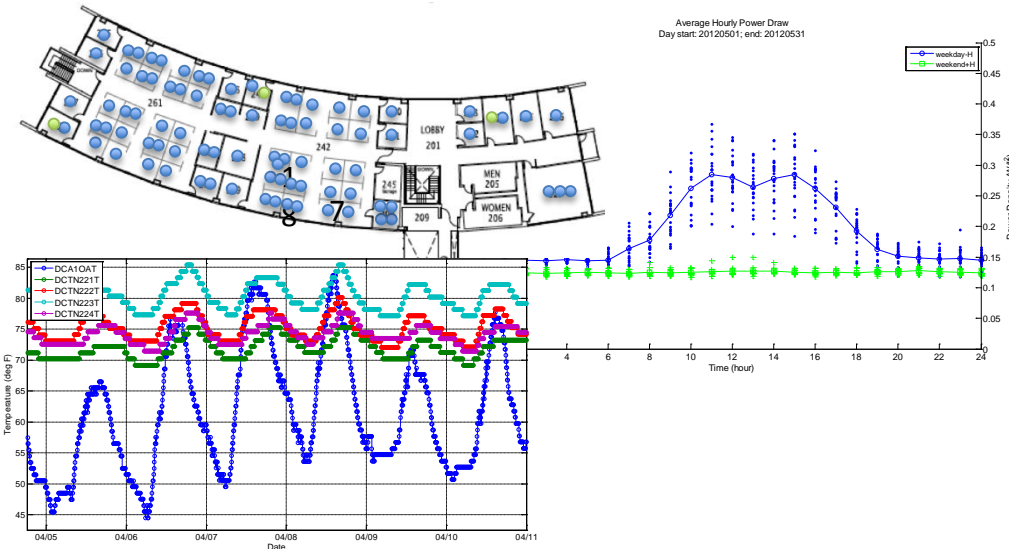 Average Hourly Power Draw
Day start: 20120501; end: 20120531
weekday-H
weekend+H
0.5
0.45
0.4
0.35
0.3
0.25
0.2
0.15
0.1
0.05
0
4 6 8 10 12 14 16 18 20 22 24
Time (hour)
DOWN
261
242
LOBBY
201
MEN
205
WOMEN
206
245
209
1
8
7
DCA1OAT
DCTN221T
DCTN222T
DCTN223T
DCTN224T
85
80
75
70
65
60
55
50
45
Temperature (deg F)
04/05 04/06 04/07 04/08 04/09 04/10 04/11
Date